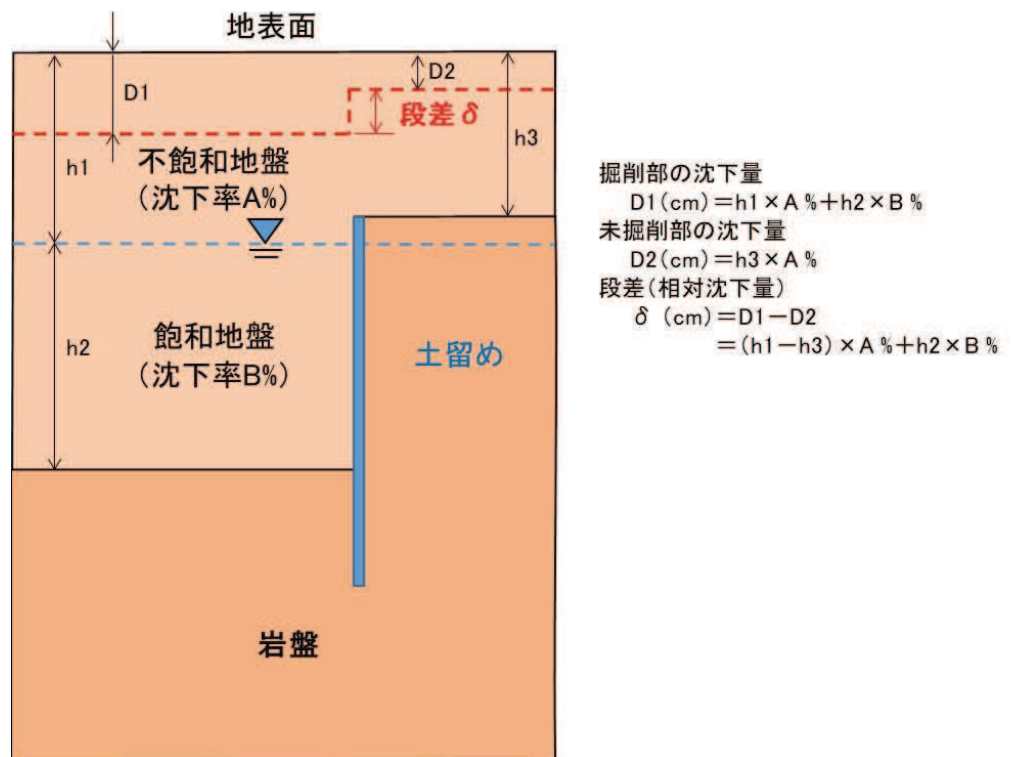 地表面
D1
D2
段差δ
h1
h3
不飽和地盤
(沈下率A%)
h2
飽和地盤
(沈下率B%)
土留め
岩盤
掘削部の沈下量
D1(cm)=h1×A%+h2×B%
未掘削部の沈下量
D2(cm)=h3×A%
段差(相対沈下量)
δ (cm)=D1-D2
=(h1-h3)×A%+h2×B%